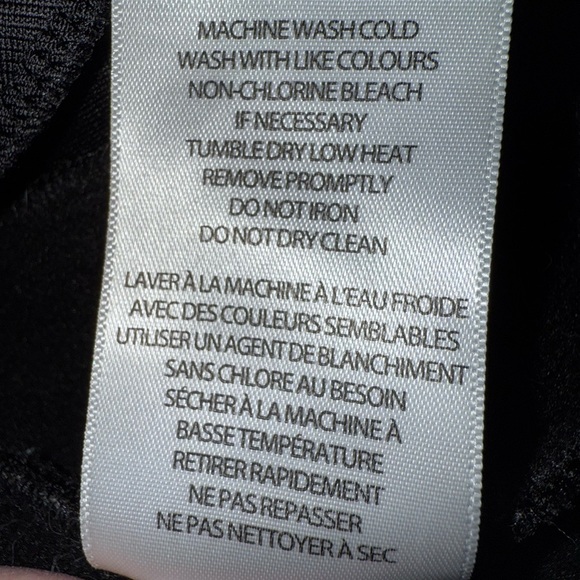 MACHINE WASH COLD
WASH WITH LIKE COLOURS
NON-CHLORINE BLEACH
IF NECESSARY
TUMBLE DRY LOW HEAT
REMOVE PROMPTLY
DO NOT IRON
DO NOT DRY CLEAN
LAVER À LA MACHINE À L'EAU FROIDE
AVEC DES COULEURS SEMBLABLES
UTILISER UN AGENT DE BLANCHIMENT
SANS CHLORE AU BESOIN
SÉCHER À LA MACHINE À
BASSE TEMPÉRATURE
RETIRER RAPIDEMENT
NE PAS REPASSER
NE PAS NETTOYER À SEC